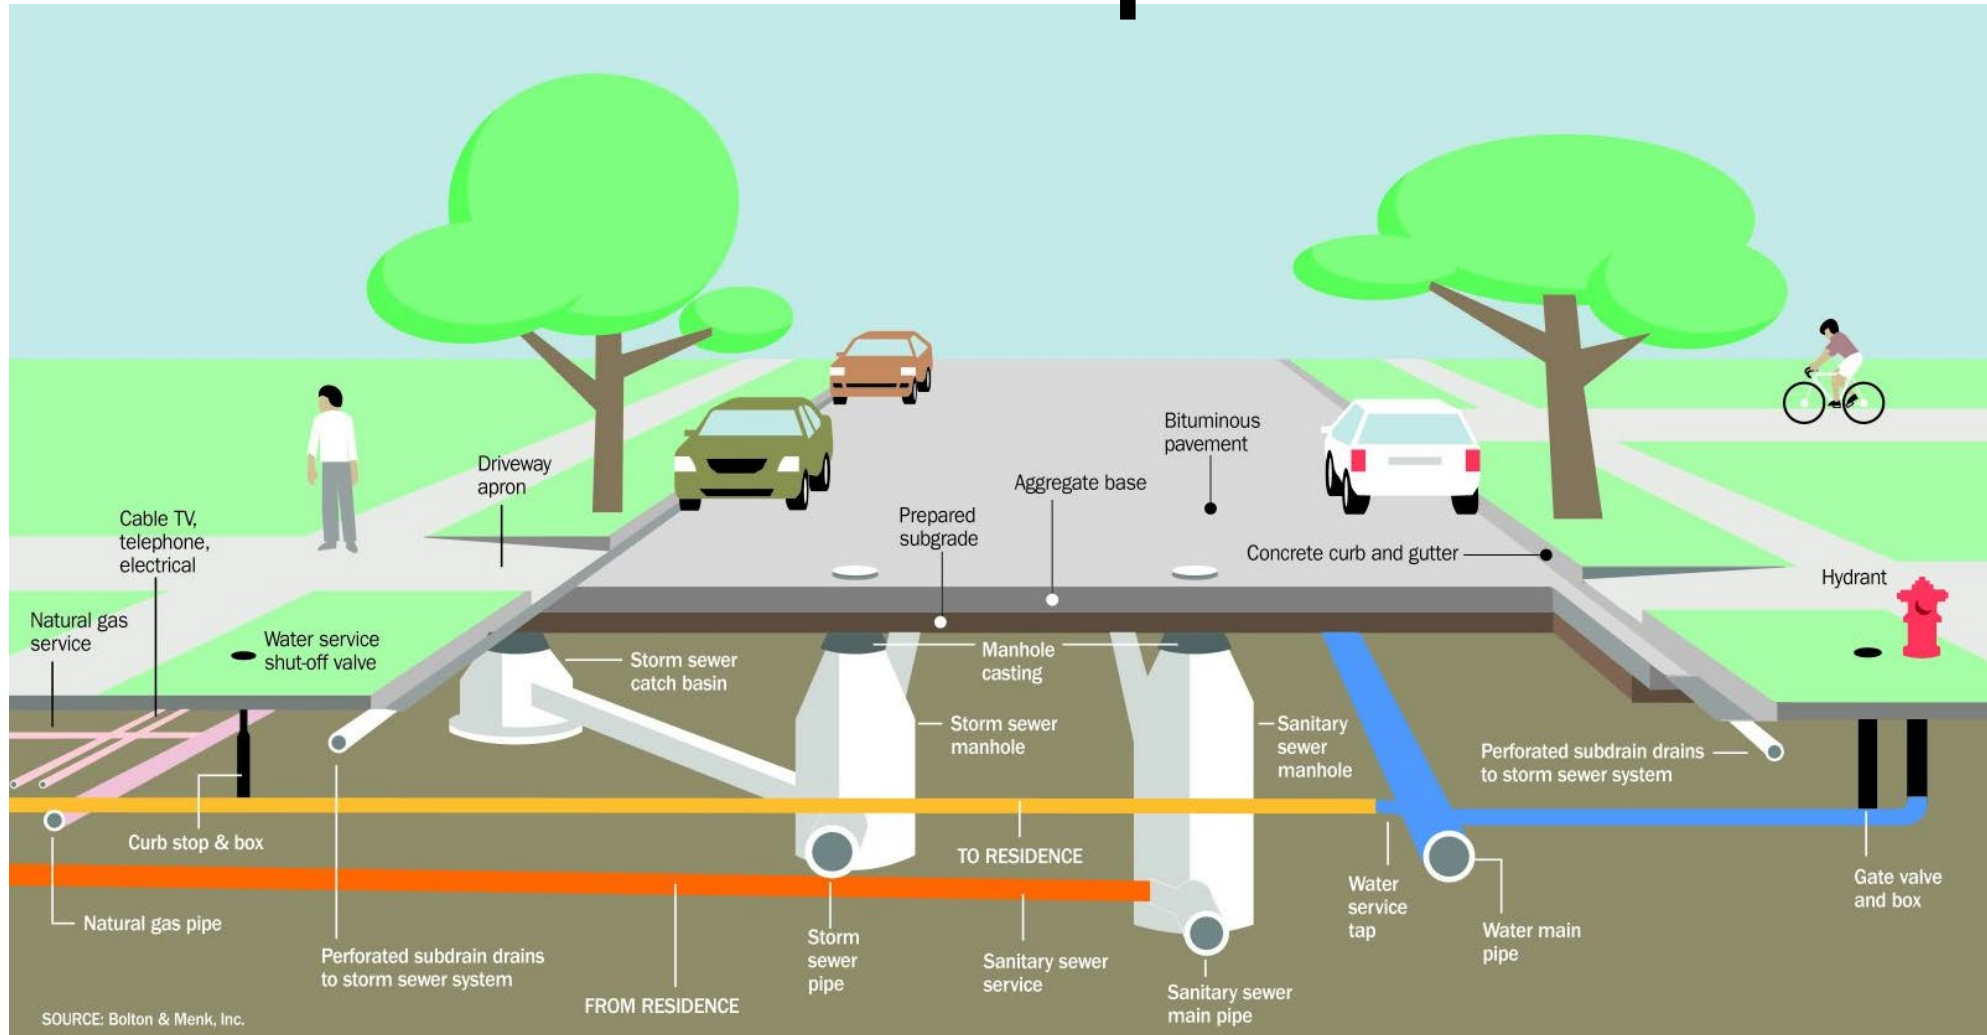 Bituminous
pavement
Driveway
apron
Aggregate base
Cable TV,
telephone,
electrical
Prepared
subgrade
Concrete curb and gutter
Hydrant
Natural gas
service
Water service
shut-off valve
Storm sewer
catch basin
Manhole
casting
Storm sewer
manhole
Sanitary
sewer
manhole
Perforated subdrain drains
to storm sewer system
Curb stop & box
TO RESIDENCE
Water
service
tap
Gate valve
and box
Natural gas pipe
Water main
pipe
Storm
sewer
pipe
Perforated subdrain drains
to storm sewer system
Sanitary sewer
service
Sanitary sewer
main pipe
FROM RESIDENCE
SOURCE: Bolton & Menk, Inc.